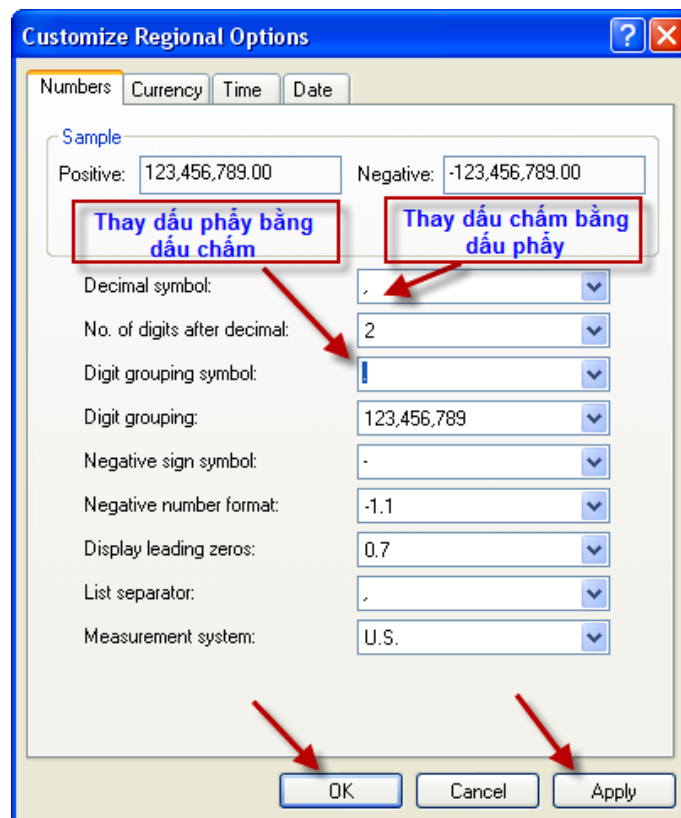 Customize Regional Options
Numbers Currency Time Date
Sample
Positive: 123,456,789.00 Negative: -123,456,789.00
Thay dấu phẩy bằng
dấu chấm
Thay dấu chấm bằng
dấu phẩy
Decimal symbol: ,
No. of digits after decimal: 2
Digit grouping symbol: .
Digit grouping: 123,456,789
Negative sign symbol: -
Negative number format: -1.1
Display leading zeros: 0.7
List separator: ,
Measurement system: U.S.
OK Cancel Apply